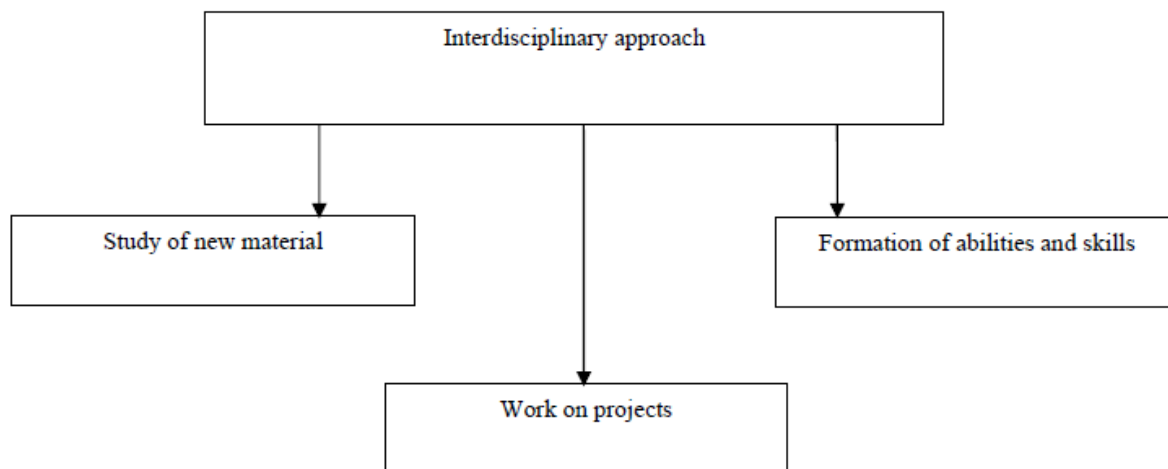 Interdisciplinary approach
Study of new material
Formation of abilities and skills
Work on projects